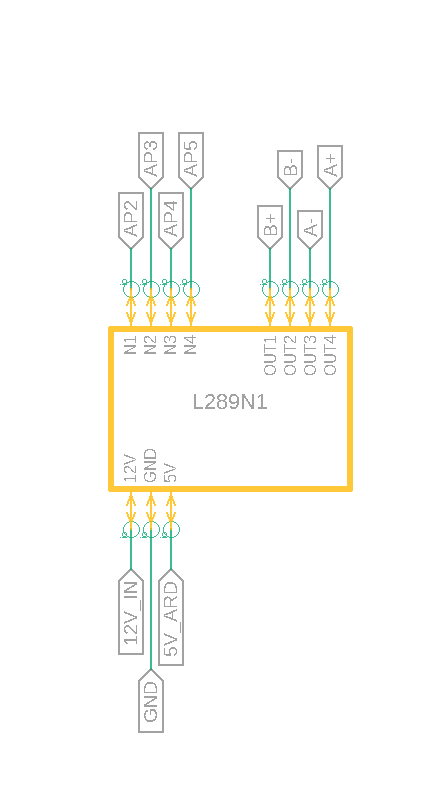 AP2
AP3
AP4
AP5
B+
B-
A-
A+
N1
N2
N3
N4
OUT1
OUT2
OUT3
OUT4
L289N1
12V
GND
5V
12V_IN
GND
5V_ARD